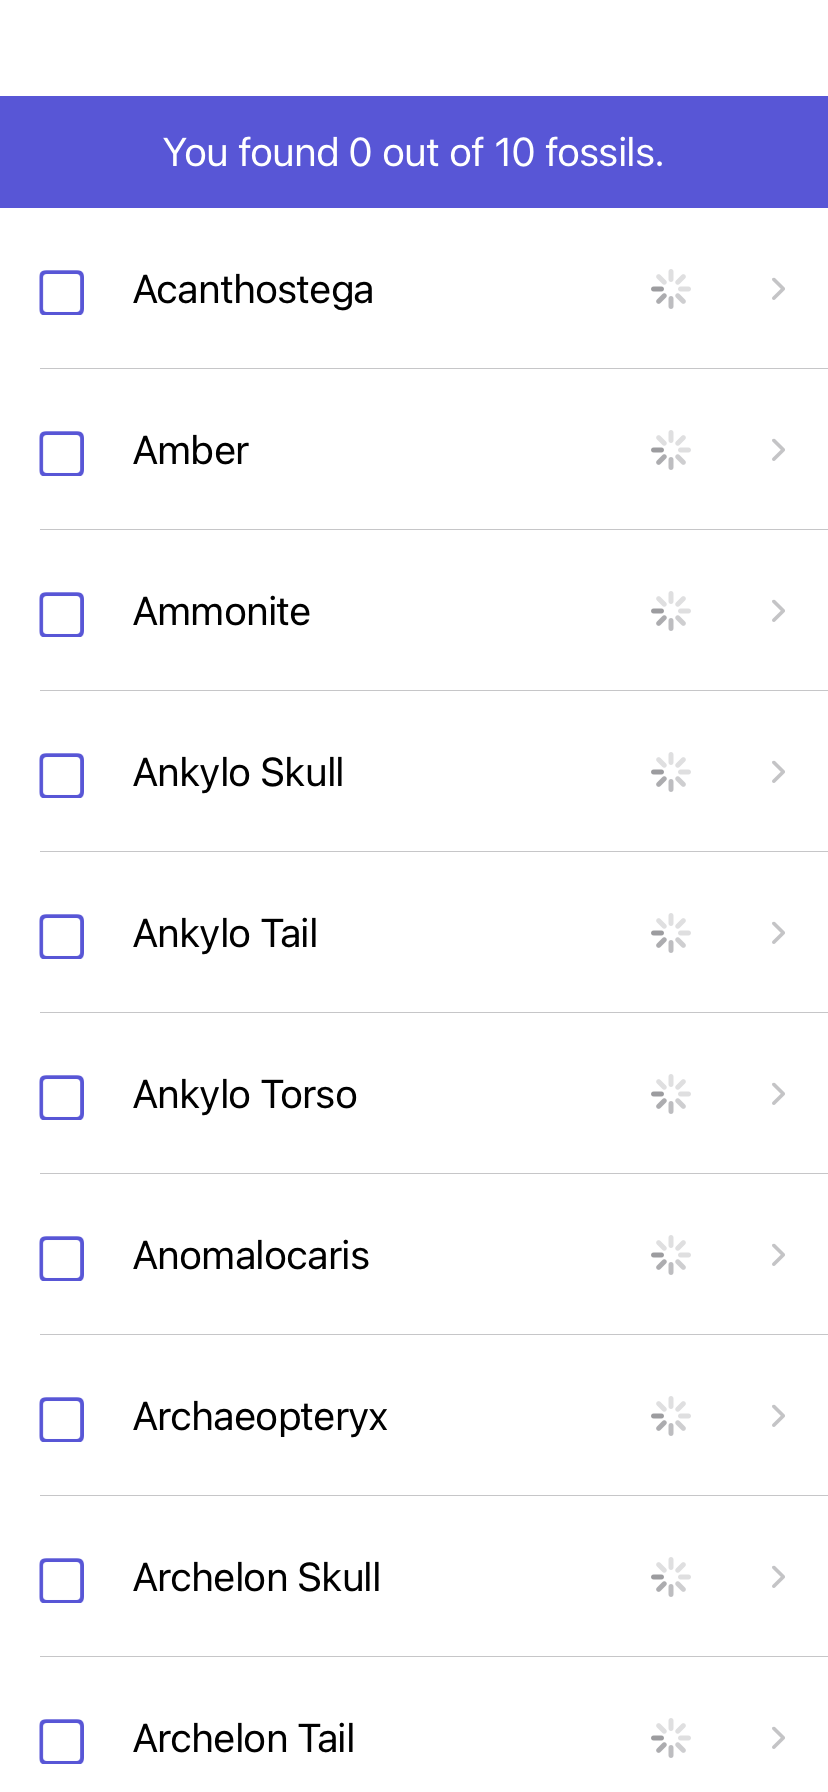 You found 0 out of 10 fossils.
Acanthostega
Amber
Ammonite
Ankylo Skull
Ankylo Tail
Ankylo Torso
Anomalocaris
Archaeopteryx
Archelon Skull
Archelon Tail